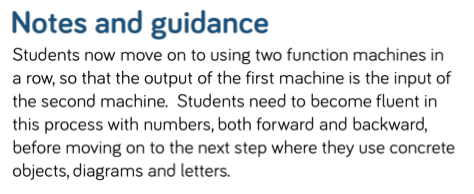 Notes and guidance
Students now move on to using two function machines in
a row, so that the output of the first machine is the input of
the second machine.  Students need to become fluent in
this process with numbers, both forward and backward,
before moving on to the next step where they use concrete
objects, diagrams and letters.